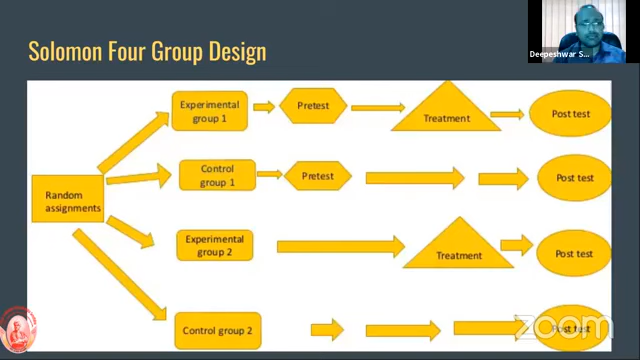 Solomon Four Group Design
Deepeshwar S...
Experimental
group 1
Pretest
Treatment
Post test
Control
group 1
Pretest
Post test
Random
assignments
Experimental
group 2
Treatment
Post test
Control group 2
Post test
zoom